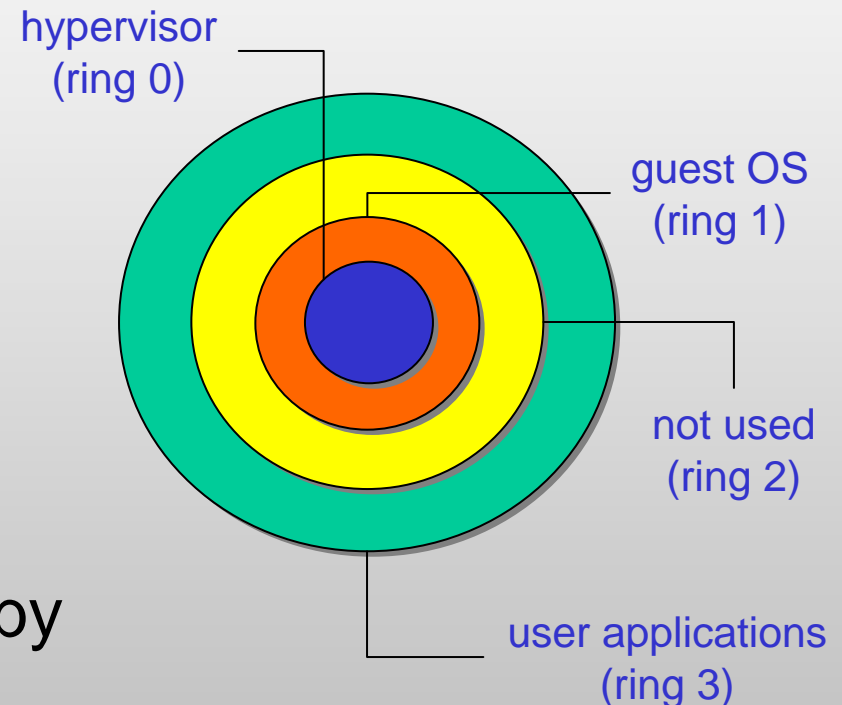 hypervisor
(ring 0)
guest OS
(ring 1)
not used
(ring 2)
by
user applications
(ring 3)